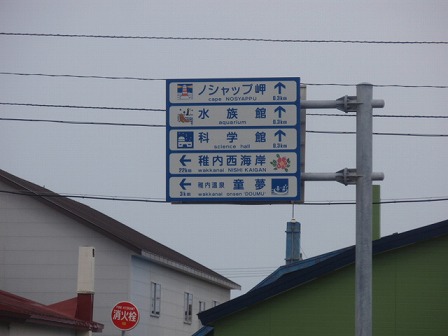 ノシャップ岬
cape NOSYAPPU
水族館
aquarium
科学館
science hall
稚内西海岸
wakkanai NISHI KAIGAN
稚内温泉 童夢
wakkanai onsen DOUMU
消火栓